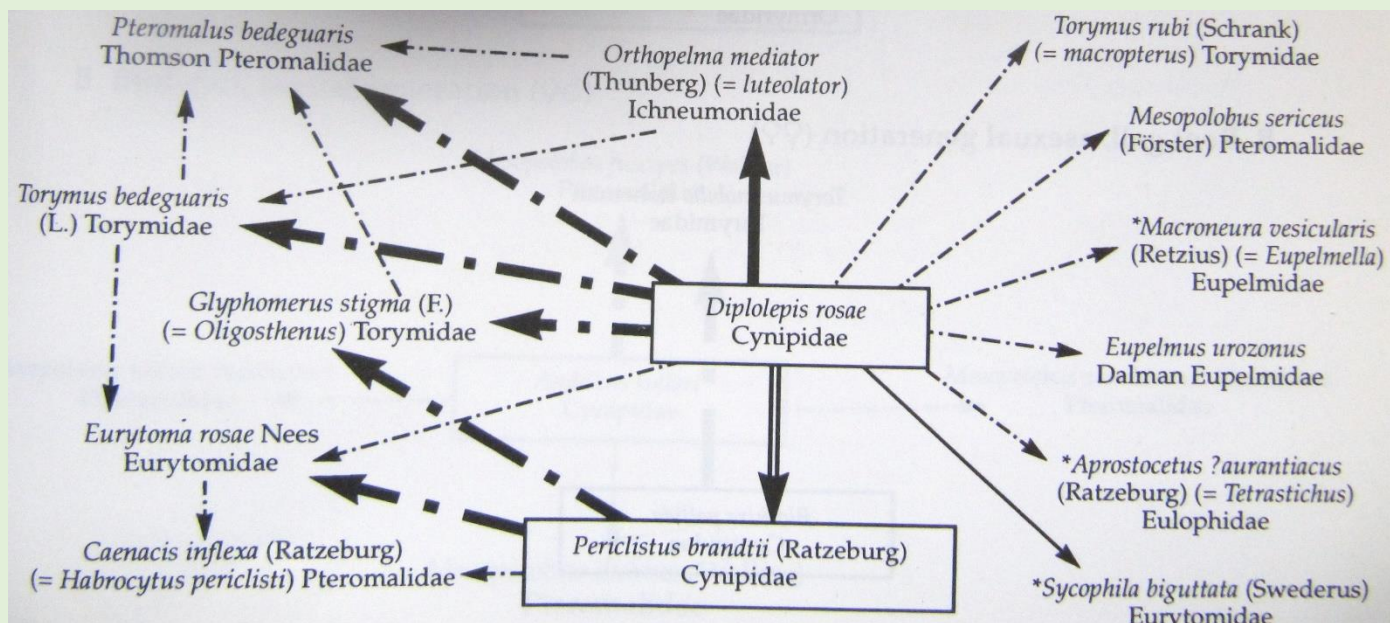 Pteromalus bedeguaris
Thomson Pteromalidae
Orthopelma mediator
(Thunberg) (= luteolator)
Ichneumonidae
Torymus rubi (Schrank)
(= macropterus) Torymidae
Mesopolobus sericeus
(Förster) Pteromalidae
Torymus bedeguaris
(L.) Torymidae
*Macroneura vesicularis
(Retzius) (= Eupelmella)
Eupelmidae
Glyphomerus stigma (F.)
(= Oligosthenus) Torymidae
Diplolepis rosae
Cynipidae
Eupelmus urozonus
Dalman Eupelmidae
Eurytoma rosae Nees
Eurytomidae
*Aprostocetus ?aurantiacus
(Ratzeburg) (= Tetrastichus)
Eulophidae
Caenacis inflexa (Ratzeburg)
(= Habrocytus periclisti) Pteromalidae
Periclistus brandtii (Ratzeburg)
Cynipidae
*Sycophila biguttata (Swederus)
Eurytomidae